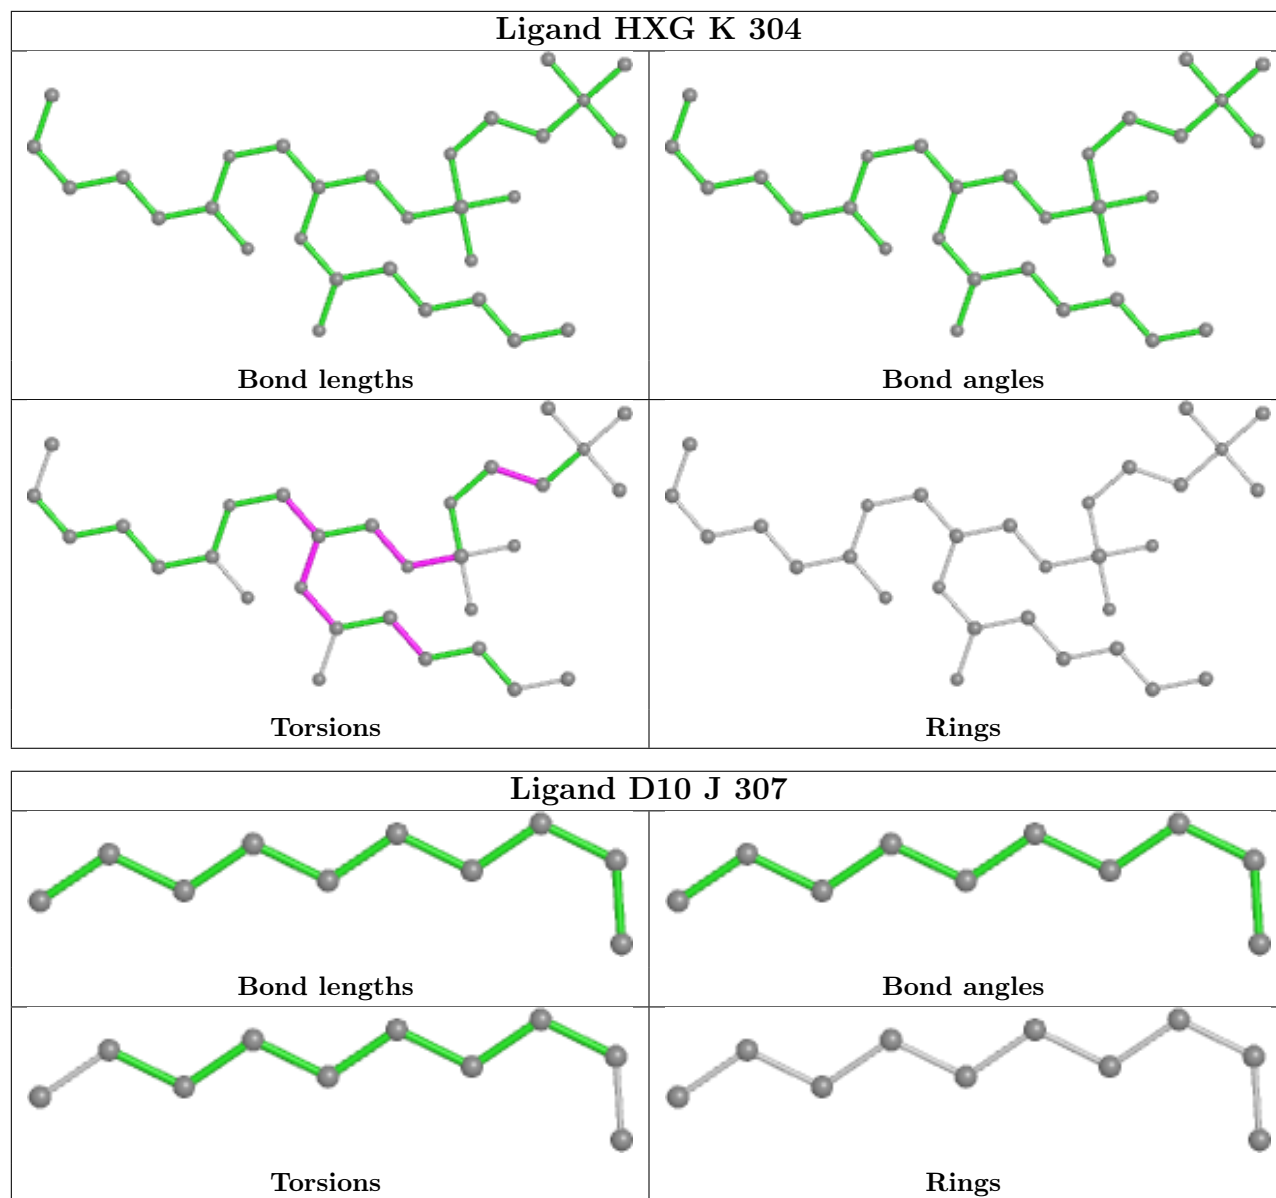 Ligand HXG K 304
Bond lengths
Bond angles
Torsions
Rings
Ligand D10 J 307
Bond lengths
Bond angles
Torsions
Rings